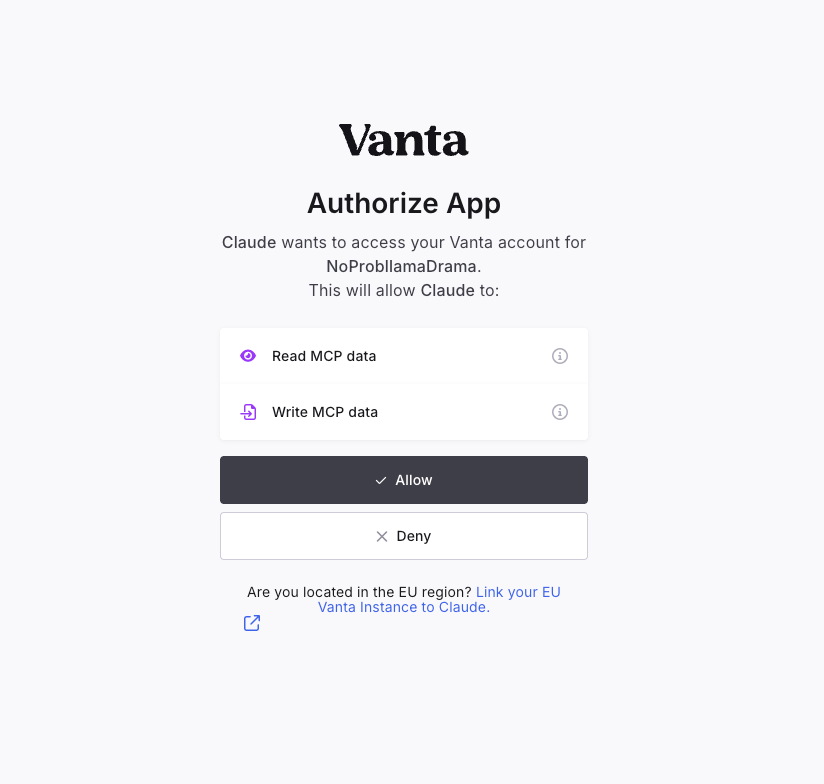 Vanta
Authorize App
Claude wants to access your Vanta account for
NoProbllamaDrama.
This will allow Claude to:
Read MCP data
Write MCP data
Allow
Deny
Are you located in the EU region? Link your EU
Vanta Instance to Claude.